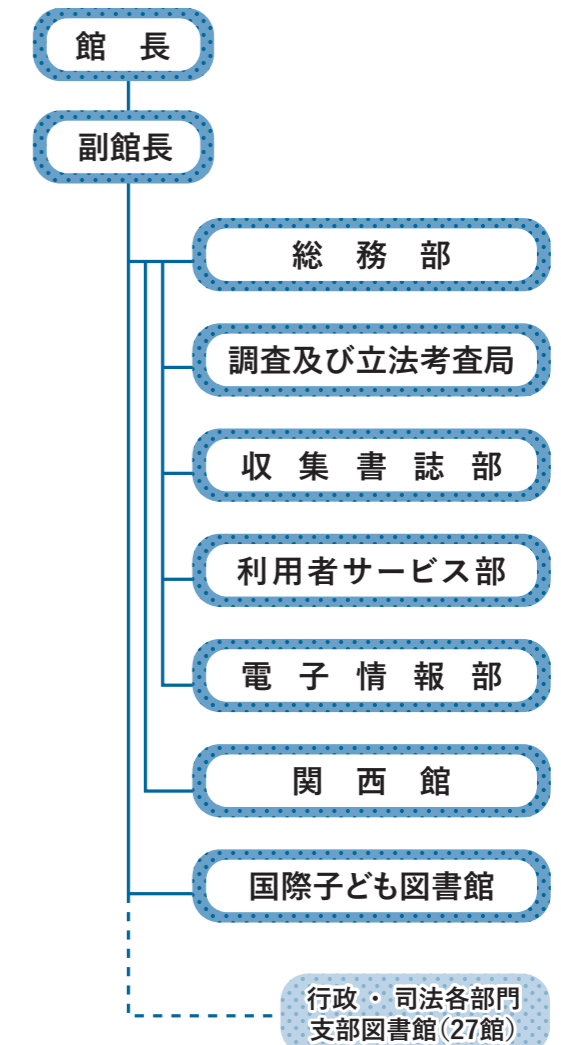 館　長
副館長
総　務　部
調査及び立法考査局
収　集　書　誌　部
利用者サービス部
電　子　情　報　部
関　西　館
国際子ども図書館
行政・司法各部門
支部図書館(27館)